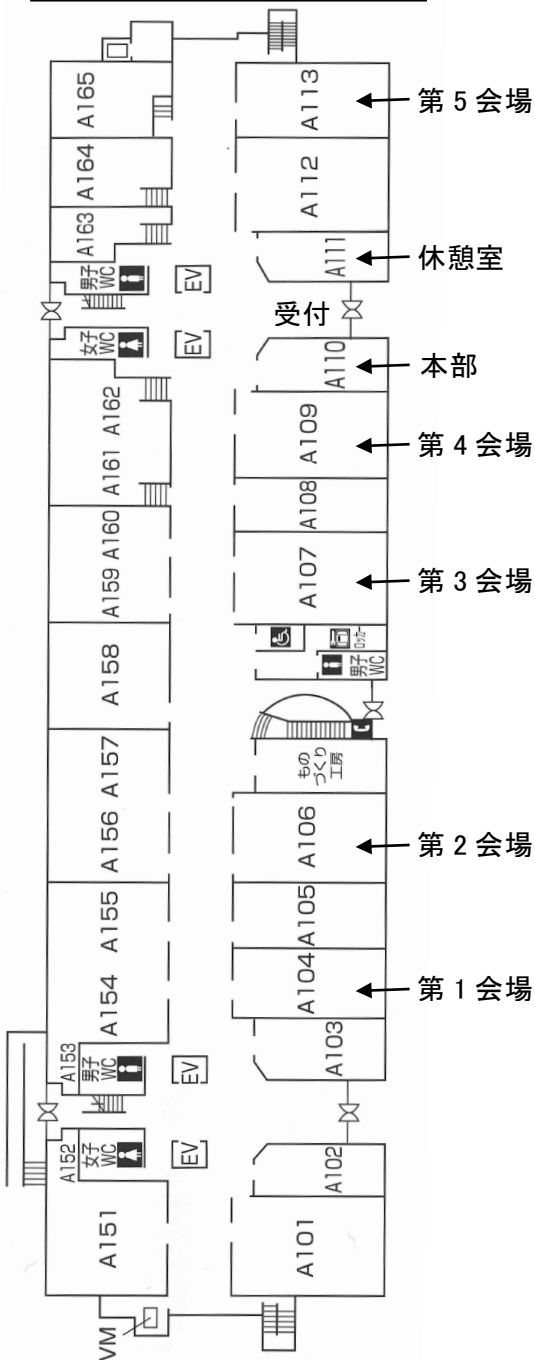 A165
A113
第5会場
A164
A112
A163
A111
休憩室
男子
WC
EV
受付
女子
WC
EV
A110
本部
A162
A109
第4会場
A161
A108
A160
A107
第3会場
A159
ロッカー
男子
WC
A158
もの
づくり
工房
A157
A156
A106
第2会場
A155
A105
A154
A104
第1会場
A153
A103
男子
WC
EV
A152
女子
WC
EV
A102
A151
A101
VM